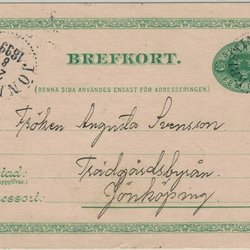 BREFKORT.
(DENNA SIDA ANVÄNDES ENDAST FÖR ADRESSERINGEN)
Fröken Augusta Svensson
Trädgårdsbyrån.
Jönköping